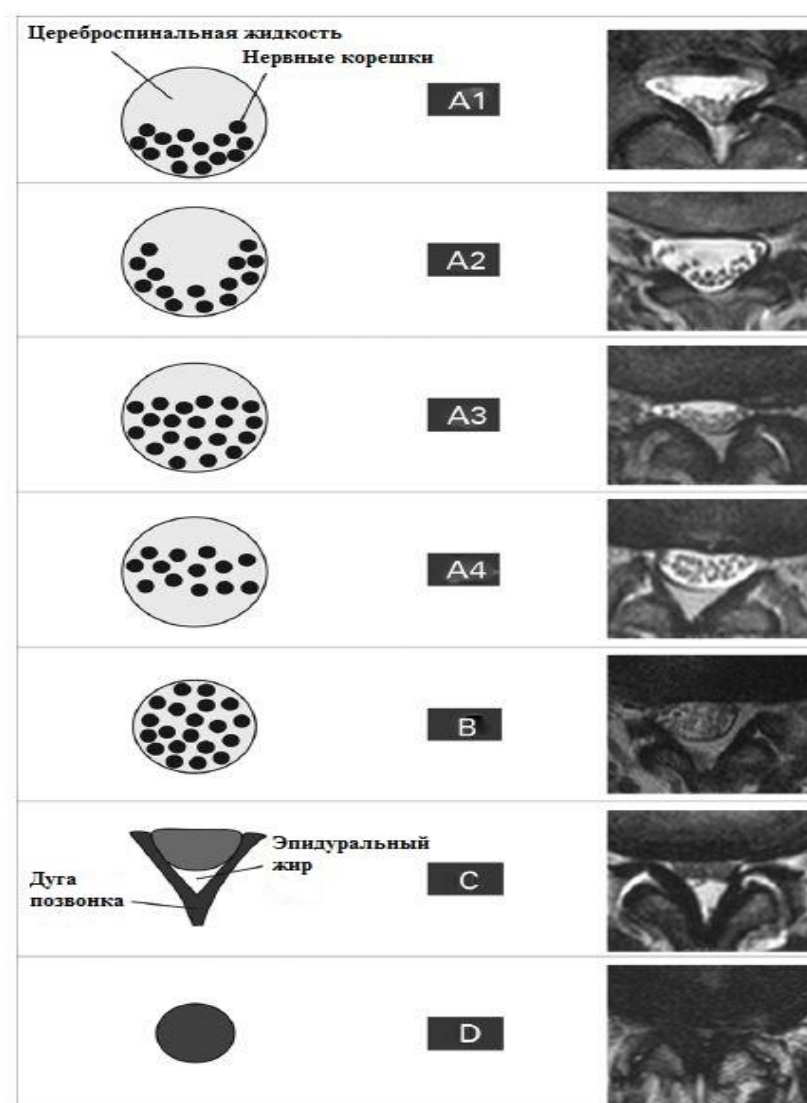 Цереброспинальная жидкость
Нервные корешки
A1
A2
A3
A4
B
Эпидуральный
жир
Дуга
позвонка
C
D